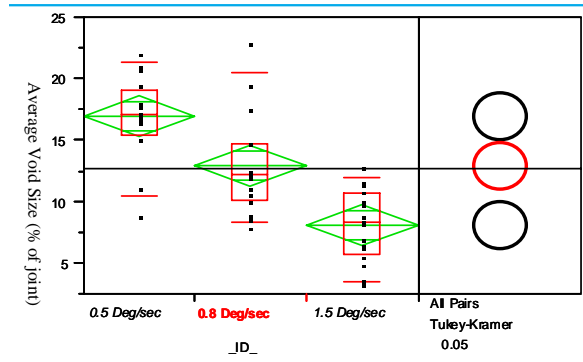 Average Void Size (% of joint)
25
20
15
10
5
0.5 Deg/sec
0.8 Deg/sec
1.5 Deg/sec
All Pairs
Tukey-Kramer
0.05
_ID_